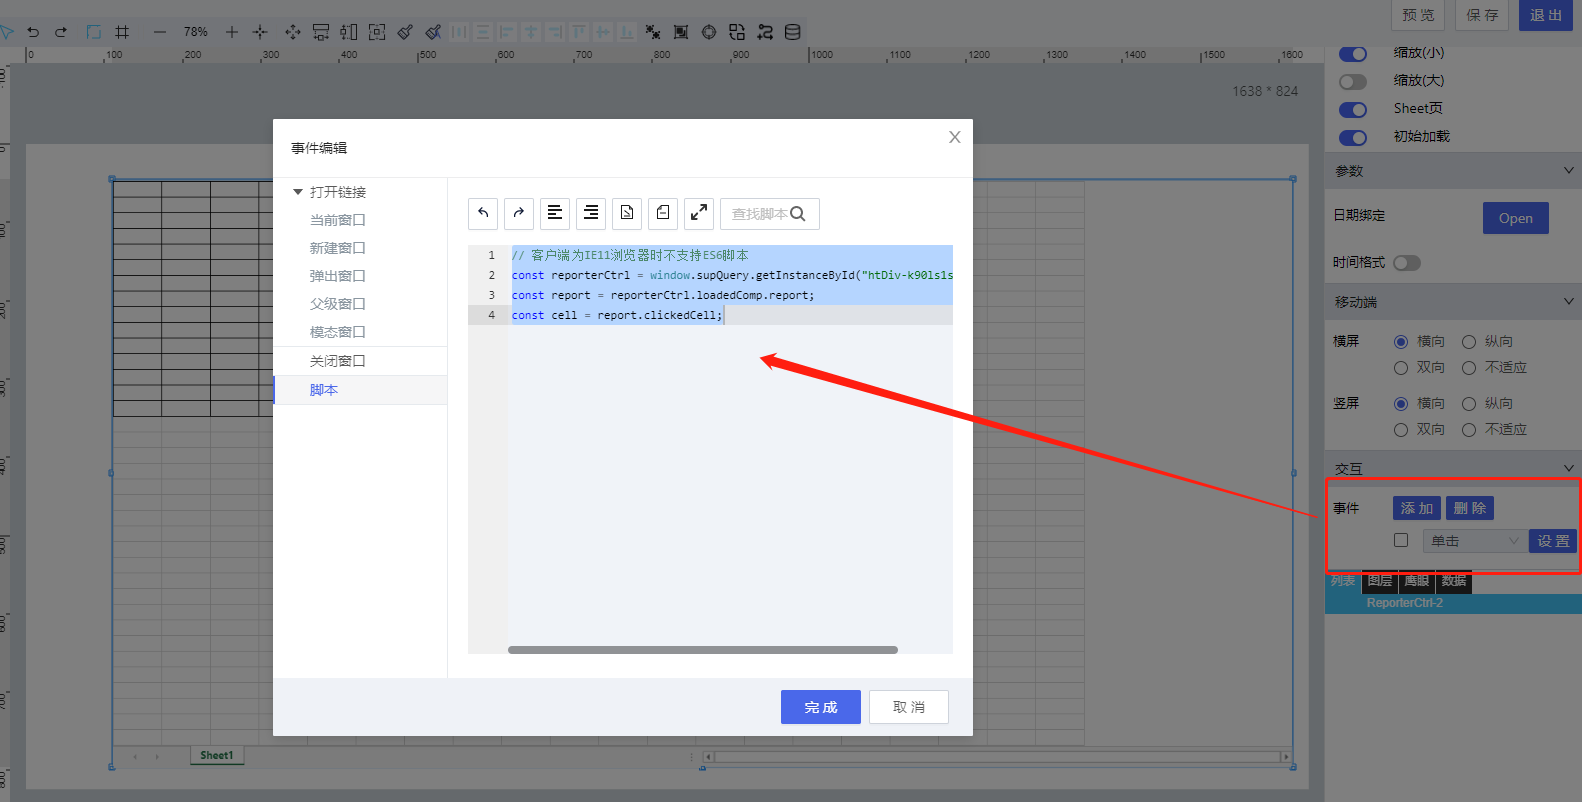 预 览
保 存
退 出
78%
0 100 200 300 400 500 600 700 800 900 1000 1100 1200 1300 1400 1500 1600
1638 * 824
缩放(小)
缩放(大)
Sheet页
初始加载
参数
日期绑定
Open
时间格式
移动端
横屏
横向
纵向
双向
不适应
竖屏
横向
纵向
双向
不适应
交互
事件
添 加
删 除
单击
设 置
列表
图层
鹰眼
数据
ReporterCtrl-2
事件编辑
打开链接
当前窗口
新建窗口
弹出窗口
父级窗口
模态窗口
关闭窗口
脚本
查找脚本
1 // 客户端为IE11浏览器时不支持ES6脚本
2 const reporterCtrl = window.supQuery.getInstanceById("htDiv-k90ls1s
3 const report = reporterCtrl.loadedComp.report;
4 const cell = report.clickedCell;
完 成
取 消
Sheet1